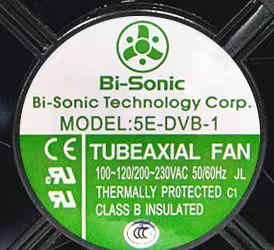 Bi-Sonic
Bi-Sonic Technology Corp.
MODEL:5E-DVB-1
CE TUBEAXIAL FAN
100~120/200~230VAC 50/60Hz JL
THERMALLY PROTECTED C1
CLASS B INSULATED